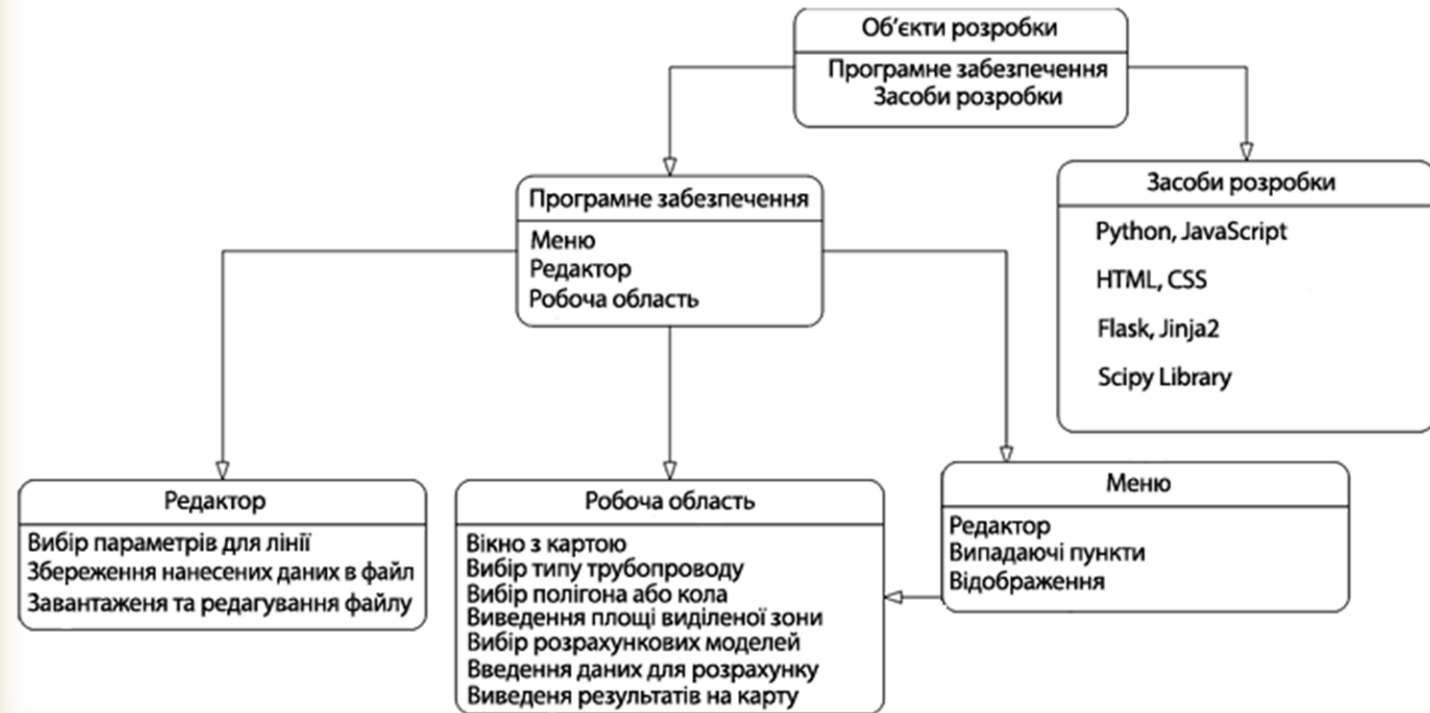 Об'єкти розробки
Програмне забезпечення
Засоби розробки
Програмне забезпечення
Меню
Редактор
Робоча область
Засоби розробки
Python, JavaScript
HTML, CSS
Flask, Jinja2
Scipy Library
Редактор
Вибір параметрів для лінії
Збереження нанесених даних в файл
Завантаженя та редагування файлу
Робоча область
Вікно з картою
Вибір типу трубопроводу
Вибір полігона або кола
Виведення площі виділеної зони
Вибір розрахункових моделей
Введення даних для розрахунку
Виведеня результатів на карту
Меню
Редактор
Випадаючі пункти
Відображення